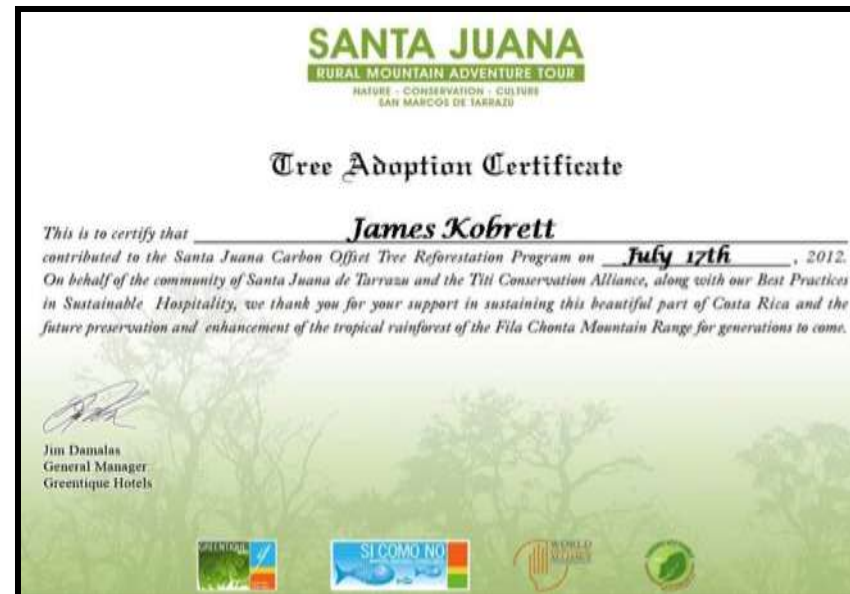 SANTA JUANA
RURAL MOUNTAIN ADVENTURE TOUR
NATURE - CONSERVATION - CULTURE
SAN MARCOS DE TARRAZÚ
Tree Adoption Certificate
This is to certify that James Kobrett
contributed to the Santa Juana Carbon Offset Tree Reforestation Program on July 17th, 2012.
On behalf of the community of Santa Juana de Tarrazu and the Titi Conservation Alliance, along with our Best Practices
in Sustainable Hospitality, we thank you for your support in sustaining this beautiful part of Costa Rica and the
future preservation and enhancement of the tropical rainforest of the Fila Chonta Mountain Range for generations to come.
Jim Damalas
General Manager
Greentique Hotels
GREENTIQUE
SI COMO NO
WORLD